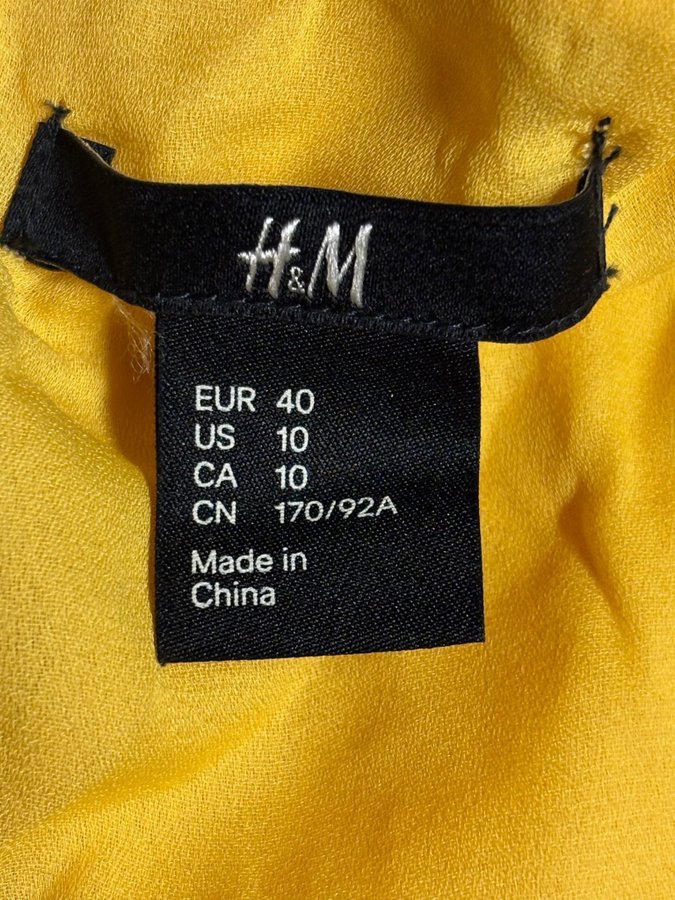 H&M
EUR 40
US 10
CA 10
CN 170/92A
Made in
China